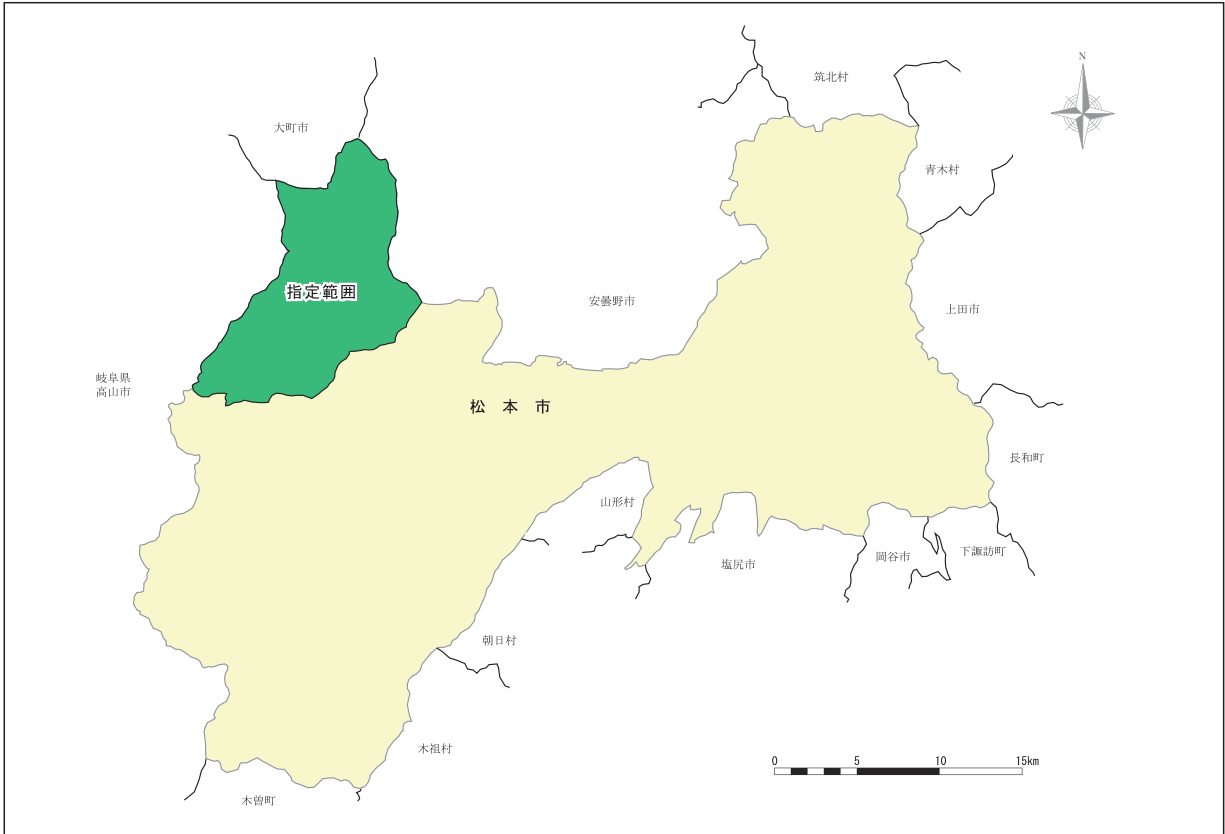 N
筑北村
大町市
青木村
指定範囲
安曇野市
上田市
岐阜県
高山市
松本市
長和町
山形村
塩尻市
岡谷市
下諏訪町
朝日村
木祖村
0 5 10 15km
木曽町